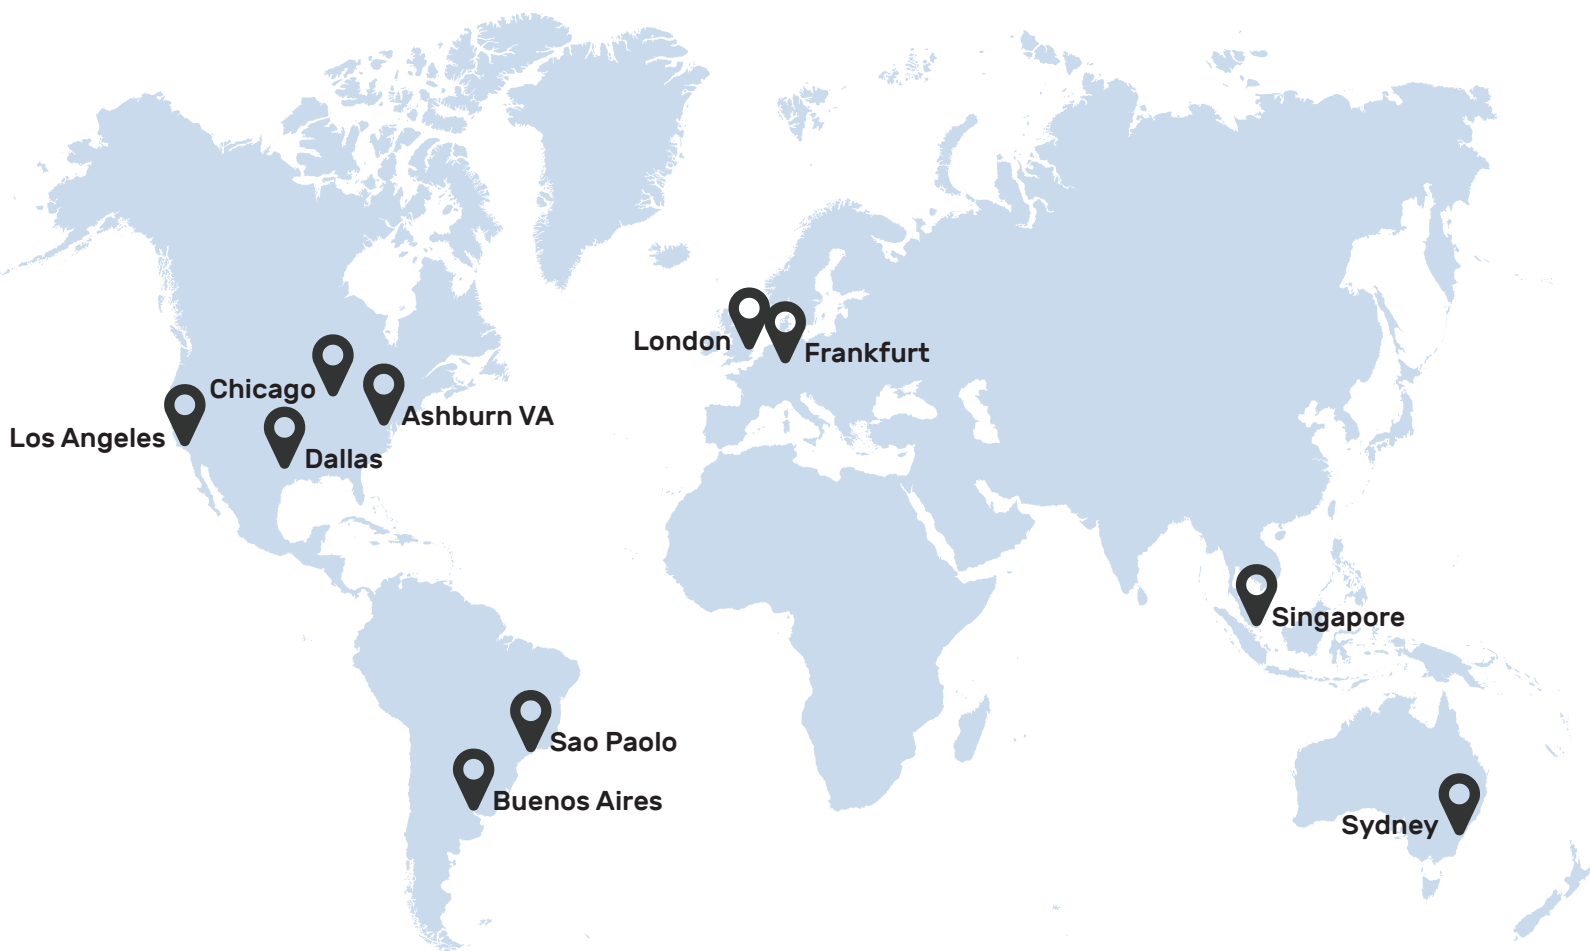 London
Frankfurt
Chicago
Ashburn VA
Los Angeles
Dallas
Singapore
Sao Paolo
Buenos Aires
Sydney